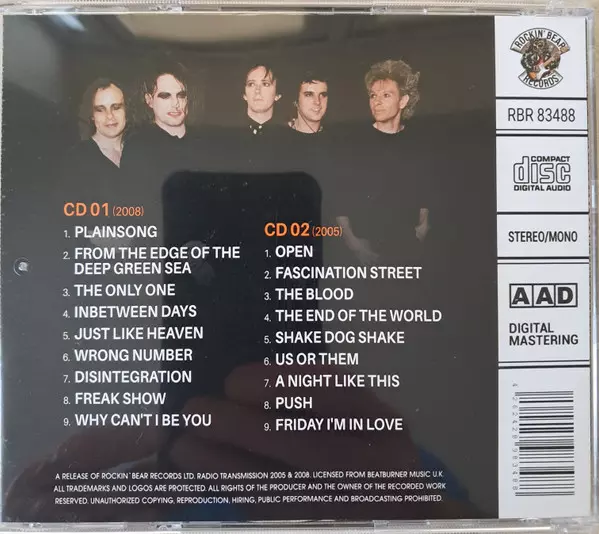 ROCKIN' BEAR
RECORDS
RBR 83488
COMPACT
disc
DIGITAL AUDIO
STEREO/MONO
AAD
DIGITAL
MASTERING
CD 01 (2008)
1. PLAINSONG
2. FROM THE EDGE OF THE
DEEP GREEN SEA
3. THE ONLY ONE
4. INBETWEEN DAYS
5. JUST LIKE HEAVEN
6. WRONG NUMBER
7. DISINTEGRATION
8. FREAK SHOW
9. WHY CAN'T I BE YOU
CD 02 (2005)
1. OPEN
2. FASCINATION STREET
3. THE BLOOD
4. THE END OF THE WORLD
5. SHAKE DOG SHAKE
6. US OR THEM
7. A NIGHT LIKE THIS
8. PUSH
9. FRIDAY I'M IN LOVE
A RELEASE OF ROCKIN`BEAR RECORDS LTD. RADIO TRANSMISSION 2005 & 2008. LICENSED FROM BEATBURNER MUSIC U.K.
ALL TRADEMARKS AND LOGOS ARE PROTECTED. ALL RIGHTS OF THE PRODUCER AND THE OWNER OF THE RECORDED WORK
RESERVED. UNAUTHORIZED COPYING, REPRODUCTION, HIRING, PUBLIC PERFORMANCE AND BROADCASTING PROHIBITED.